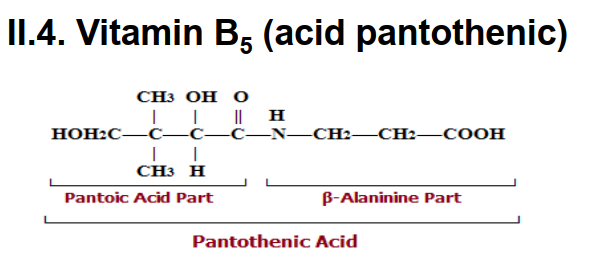 II.4. Vitamin B5 (acid pantothenic)
CH3 OH O
H
HOH2C—C—C—C—N—CH2—CH2—COOH
CH3 H
Pantoic Acid Part β-Alaninine Part
Pantothenic Acid